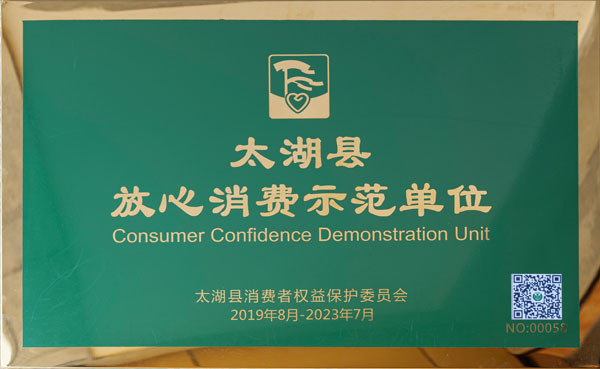 太湖县
放心消费示范单位
Consumer Confidence Demonstration Unit
太湖县消费者权益保护委员会
2019年8月-2023年7月
NO:00058